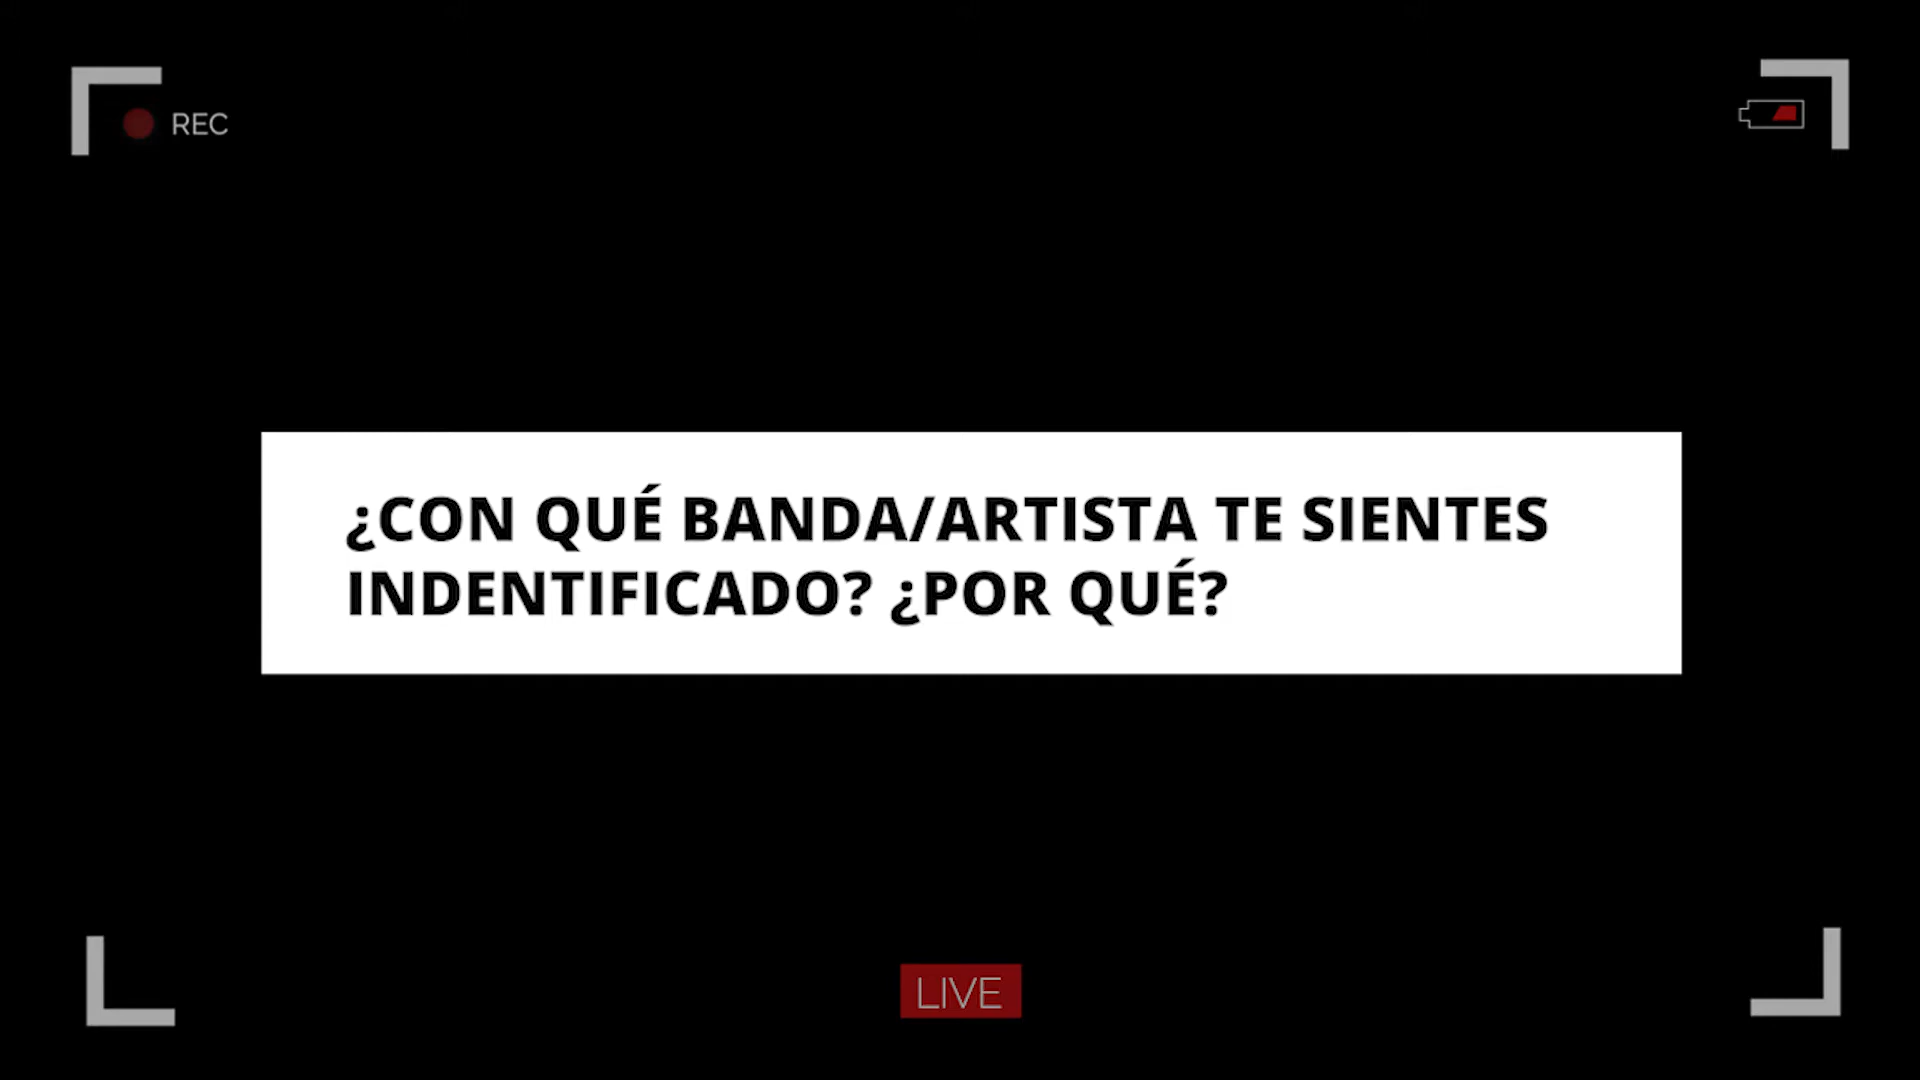 REC
¿CON QUÉ BANDA/ARTISTA TE SIENTES
INDENTIFICADO? ¿POR QUÉ?
LIVE